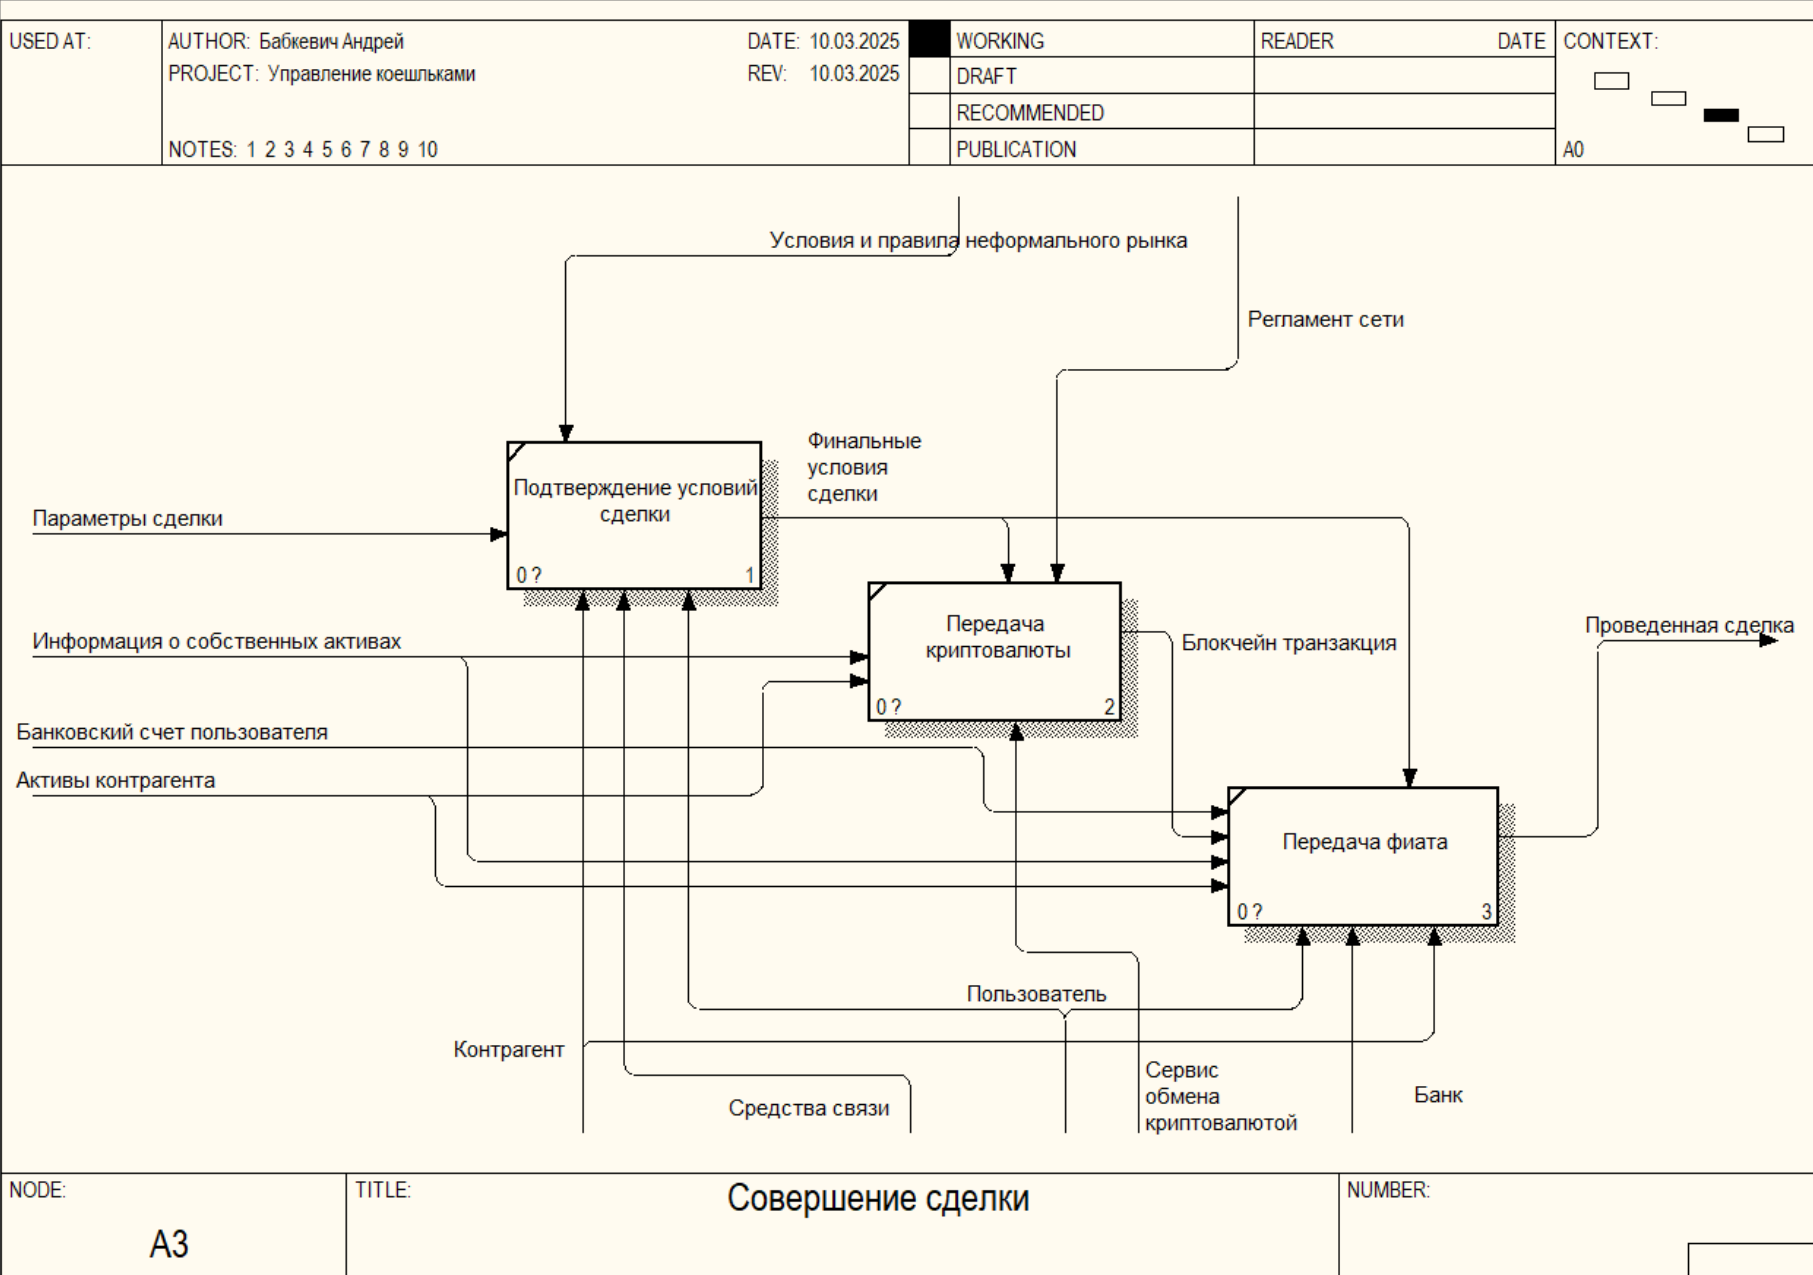 USED AT:
AUTHOR: Бабкевич Андрей
DATE: 10.03.2025
PROJECT: Управление коешльками
REV: 10.03.2025
NOTES: 1 2 3 4 5 6 7 8 9 10
WORKING
DRAFT
RECOMMENDED
PUBLICATION
READER
DATE
CONTEXT:
A0
Условия и правила неформального рынка
Регламент сети
Финальные
условия
сделки
Подтверждение условий
сделки
0 ?
1
Параметры сделки
Передача
криптовалюты
0 ?
2
Информация о собственных активах
Блокчейн транзакция
Проведенная сделка
Банковский счет пользователя
Активы контрагента
Передача фиата
0 ?
3
Пользователь
Контрагент
Средства связи
Сервис
обмена
криптовалютой
Банк
NODE:
A3
TITLE:
Совершение сделки
NUMBER: